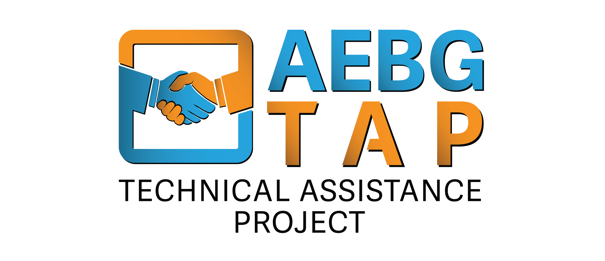 AEBG
TAP
TECHNICAL ASSISTANCE
PROJECT